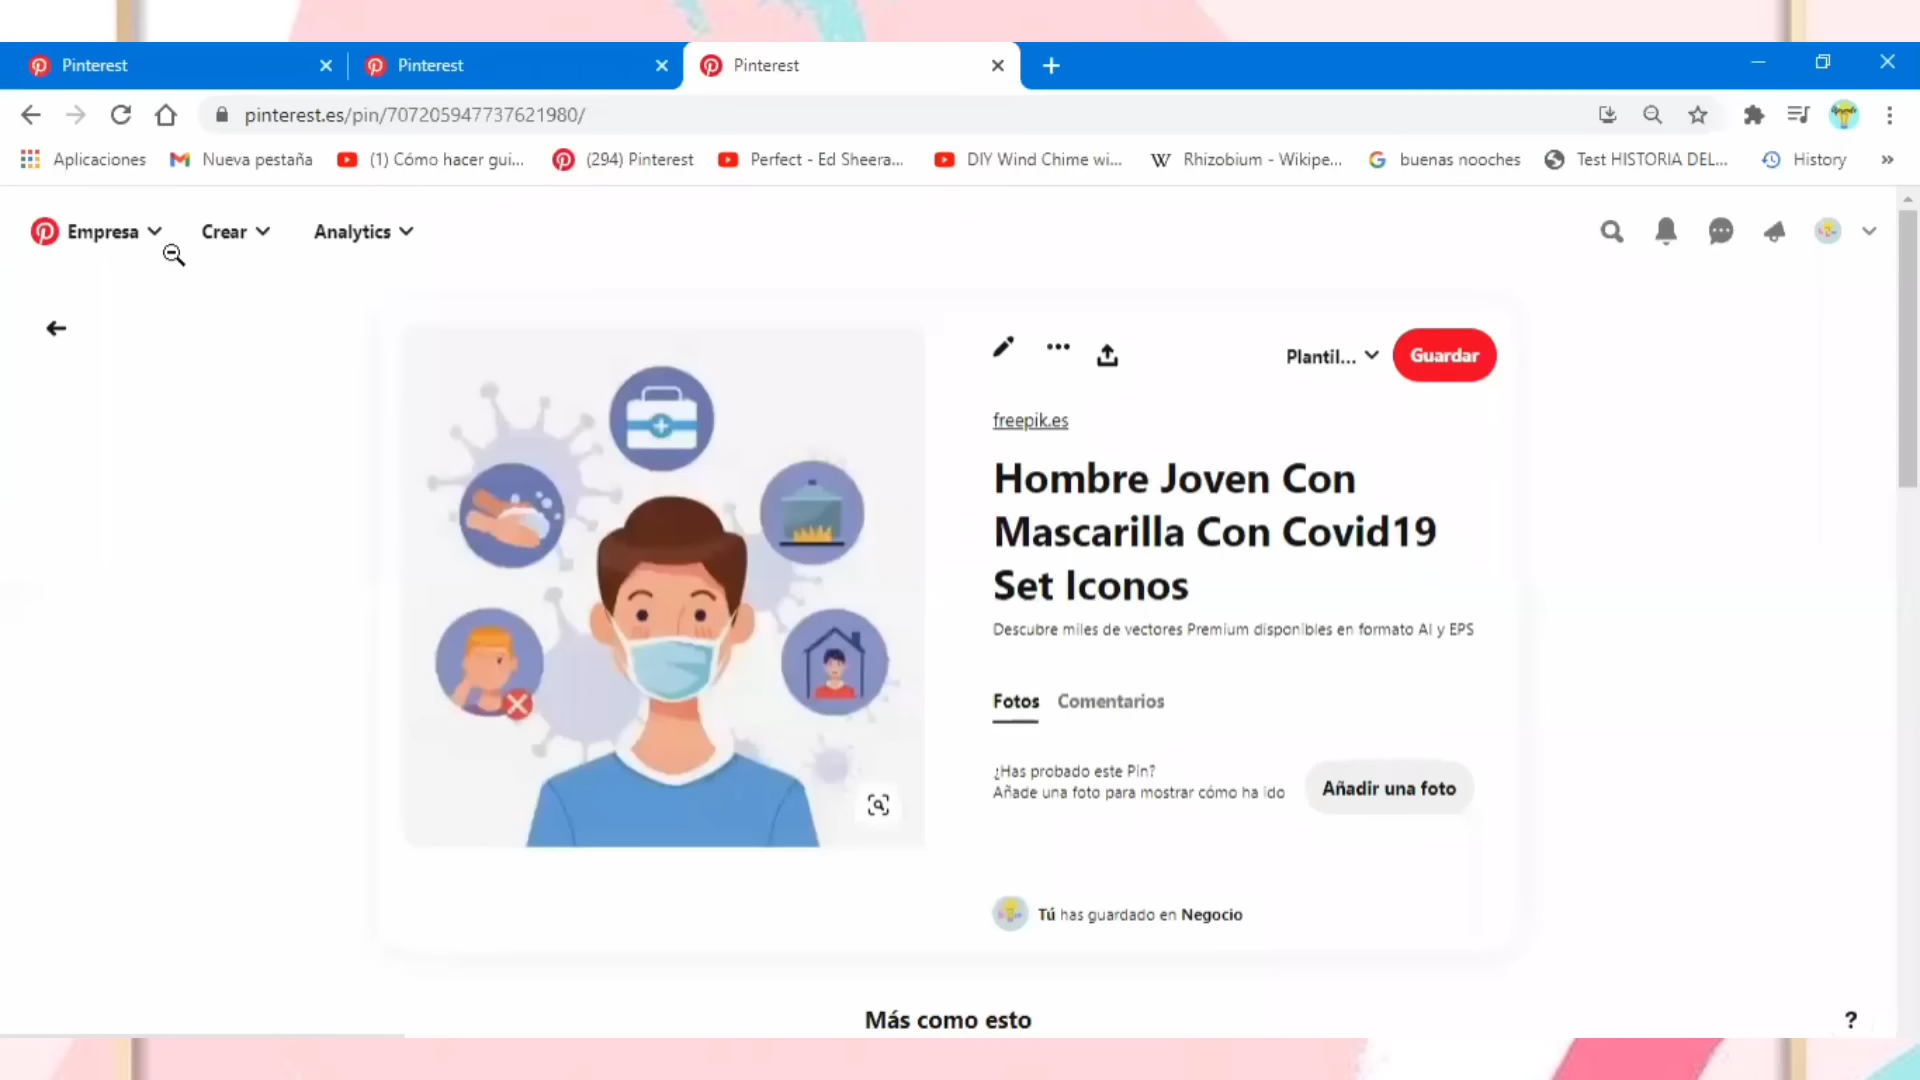 Pinterest
Pinterest
Pinterest
pinterest.es/pin/707205947737621980/
Aplicaciones
Nueva pestaña
(1) Cómo hacer gui...
(294) Pinterest
Perfect - Ed Sheera...
DIY Wind Chime wi...
Rhizobium - Wikipe...
buenas nooches
Test HISTORIA DEL...
History
»
Empresa
Crear
Analytics
Plantil...
Guardar
freepik.es
Hombre Joven Con
Mascarilla Con Covid19
Set Iconos
Descubre miles de vectores Premium disponibles en formato AI y EPS
Fotos
Comentarios
¿Has probado este Pin?
Añade una foto para mostrar cómo ha ido
Añadir una foto
Tú has guardado en Negocio
Más como esto
?